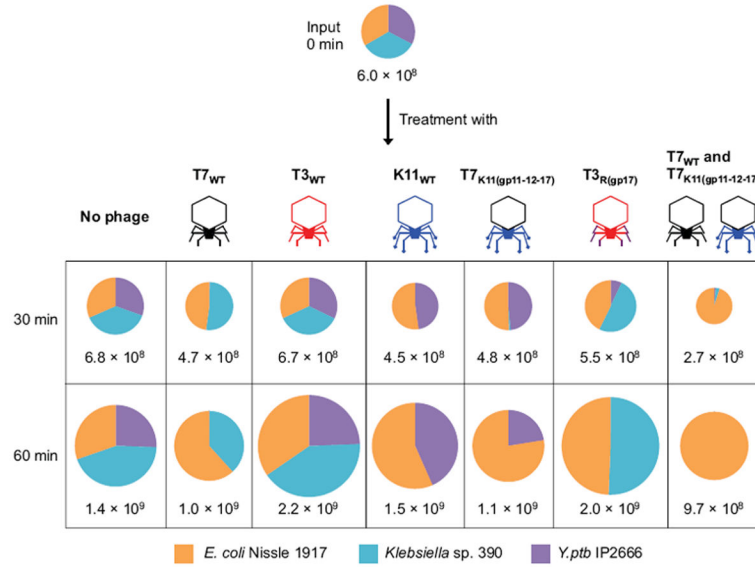 Input
0 min
6.0 × 10⁸
Treatment with
No phage
T7WT
T3WT
K11WT
T7K11(gp11-12-17)
T3R(gp17)
T7WT and
T7K11(gp11-12-17)
30 min
6.8 × 10⁸
4.7 × 10⁸
6.7 × 10⁸
4.5 × 10⁸
4.8 × 10⁸
5.5 × 10⁸
2.7 × 10⁸
60 min
1.4 × 10⁹
1.0 × 10⁹
2.2 × 10⁹
1.5 × 10⁹
1.1 × 10⁹
2.0 × 10⁹
9.7 × 10⁸
E. coli Nissle 1917
Klebsiella sp. 390
Y.ptb IP2666